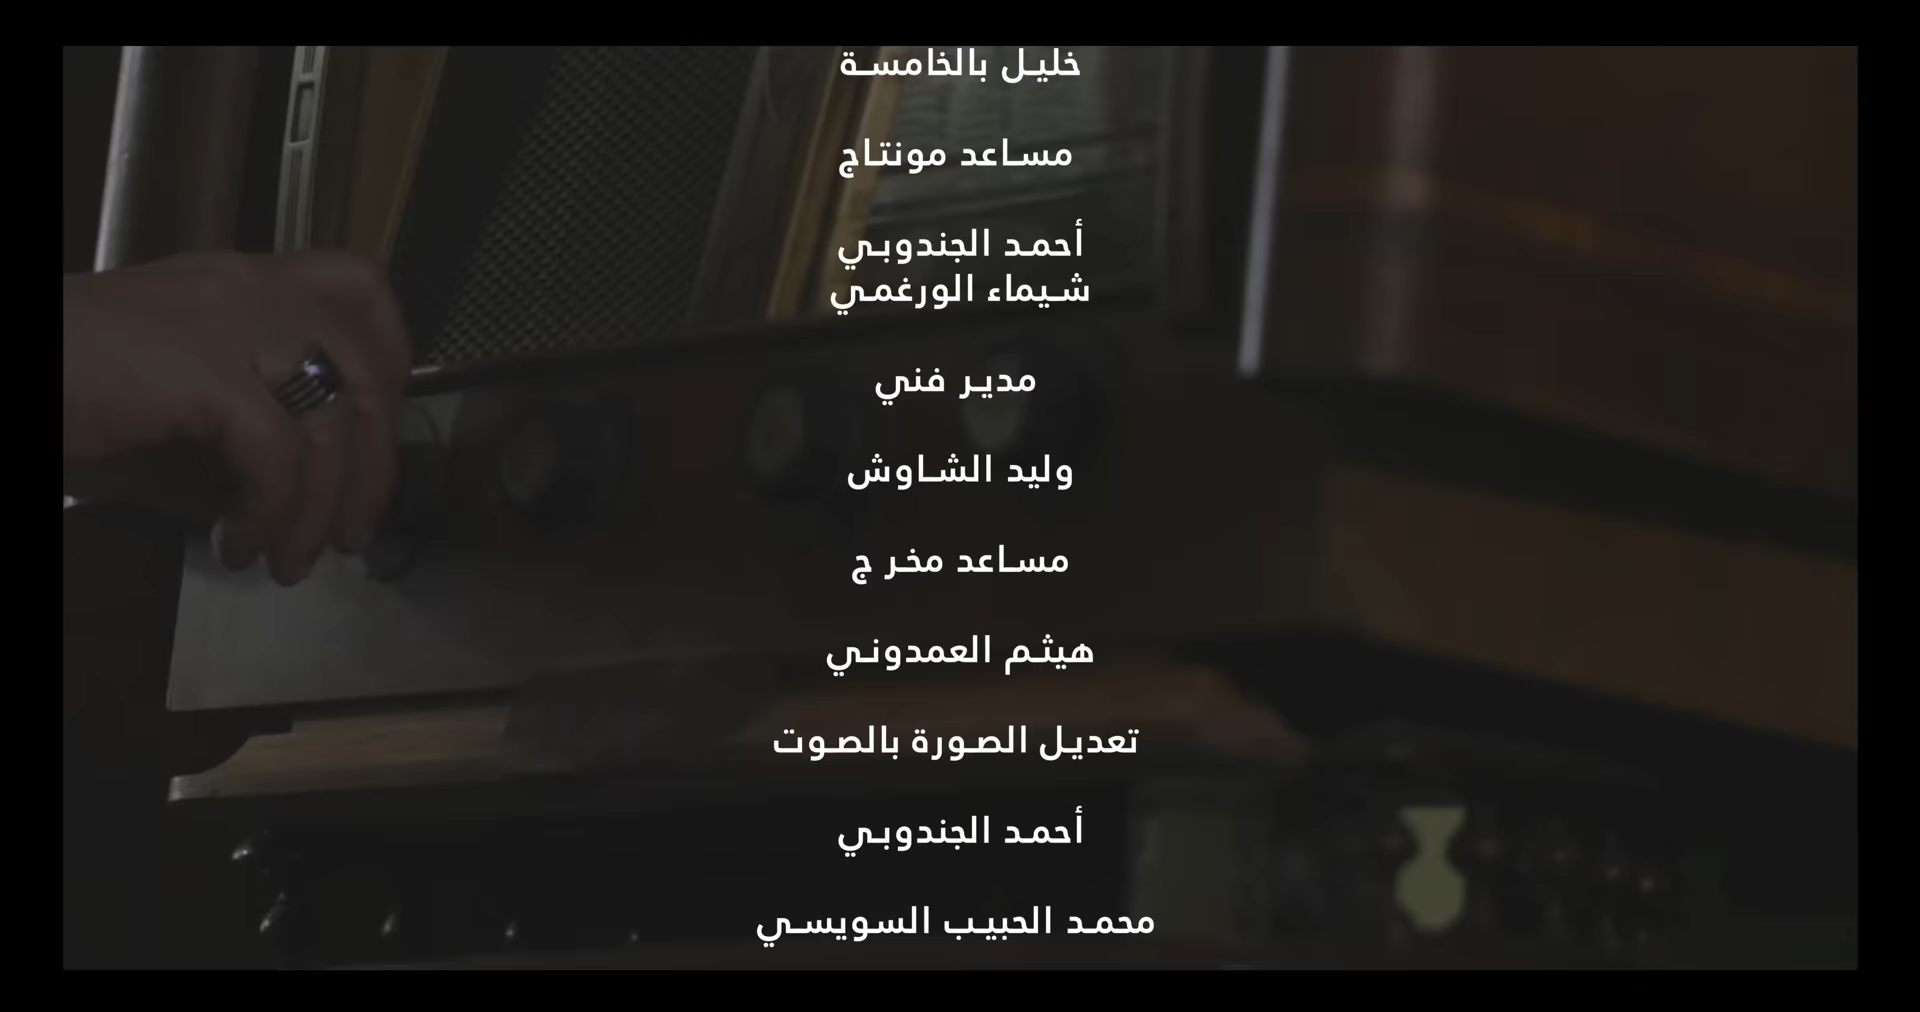 خليل بالخامسة
مساعد مونتاج
أحمد الجندوبي
شيماء الورغمي
مدير فني
وليد الشاوش
مساعد مخرج
هيثم العمدوني
تعديل الصورة بالصوت
أحمد الجندوبي
محمد الحبيب السويسي